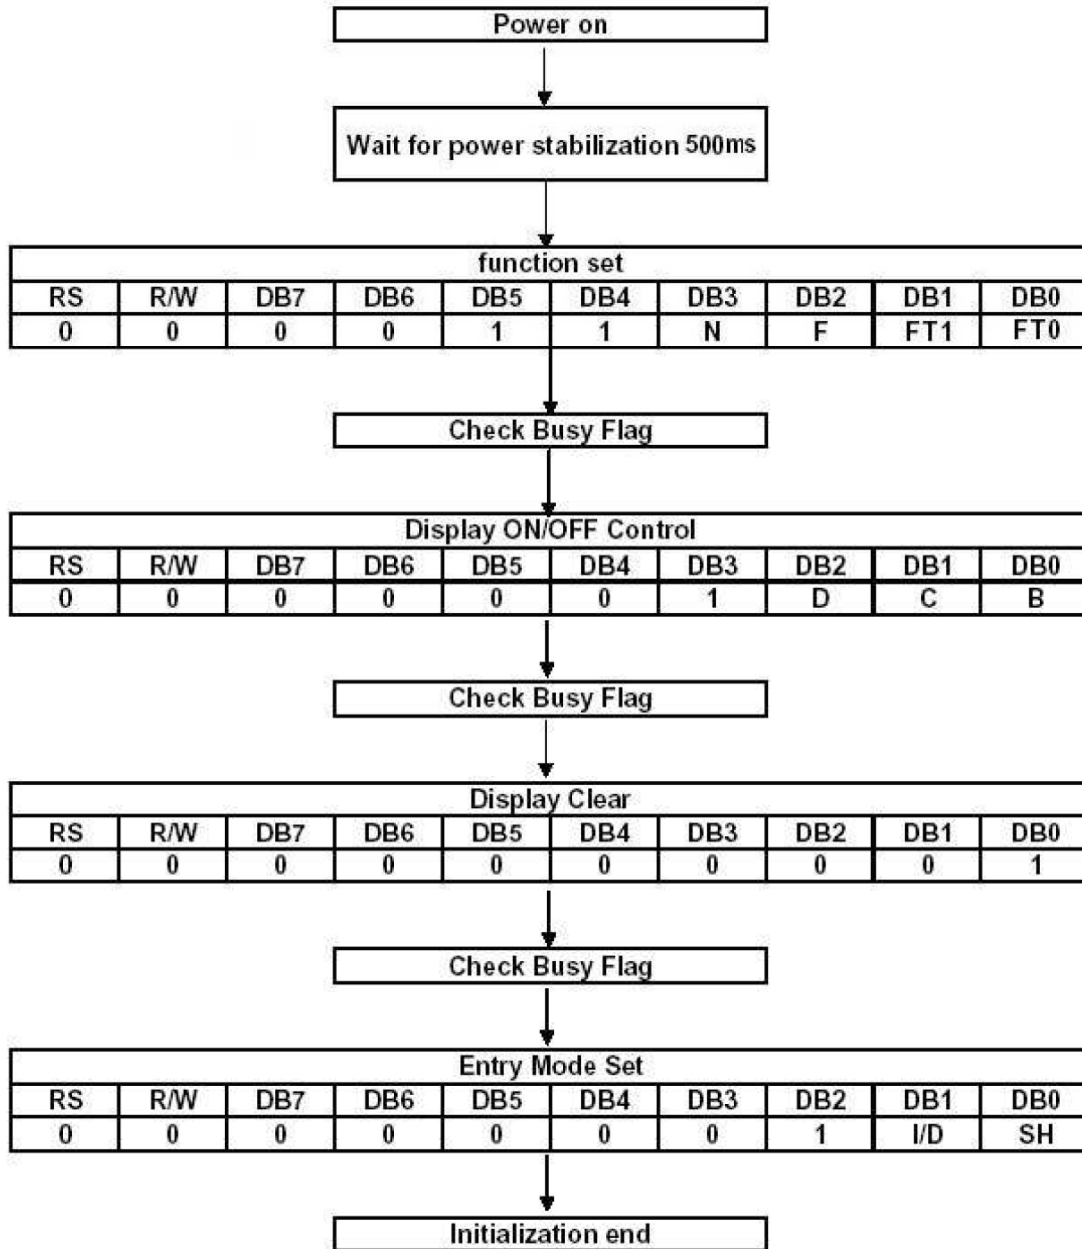 Power on
Wait for power stabilization 500ms
function set
RS R/W DB7 DB6 DB5 DB4 DB3 DB2 DB1 DB0
0 0 0 0 1 1 N F FT1 FT0
Check Busy Flag
Display ON/OFF Control
RS R/W DB7 DB6 DB5 DB4 DB3 DB2 DB1 DB0
0 0 0 0 0 0 1 D C B
Check Busy Flag
Display Clear
RS R/W DB7 DB6 DB5 DB4 DB3 DB2 DB1 DB0
0 0 0 0 0 0 0 0 0 1
Check Busy Flag
Entry Mode Set
RS R/W DB7 DB6 DB5 DB4 DB3 DB2 DB1 DB0
0 0 0 0 0 0 0 1 I/D SH
Initialization end